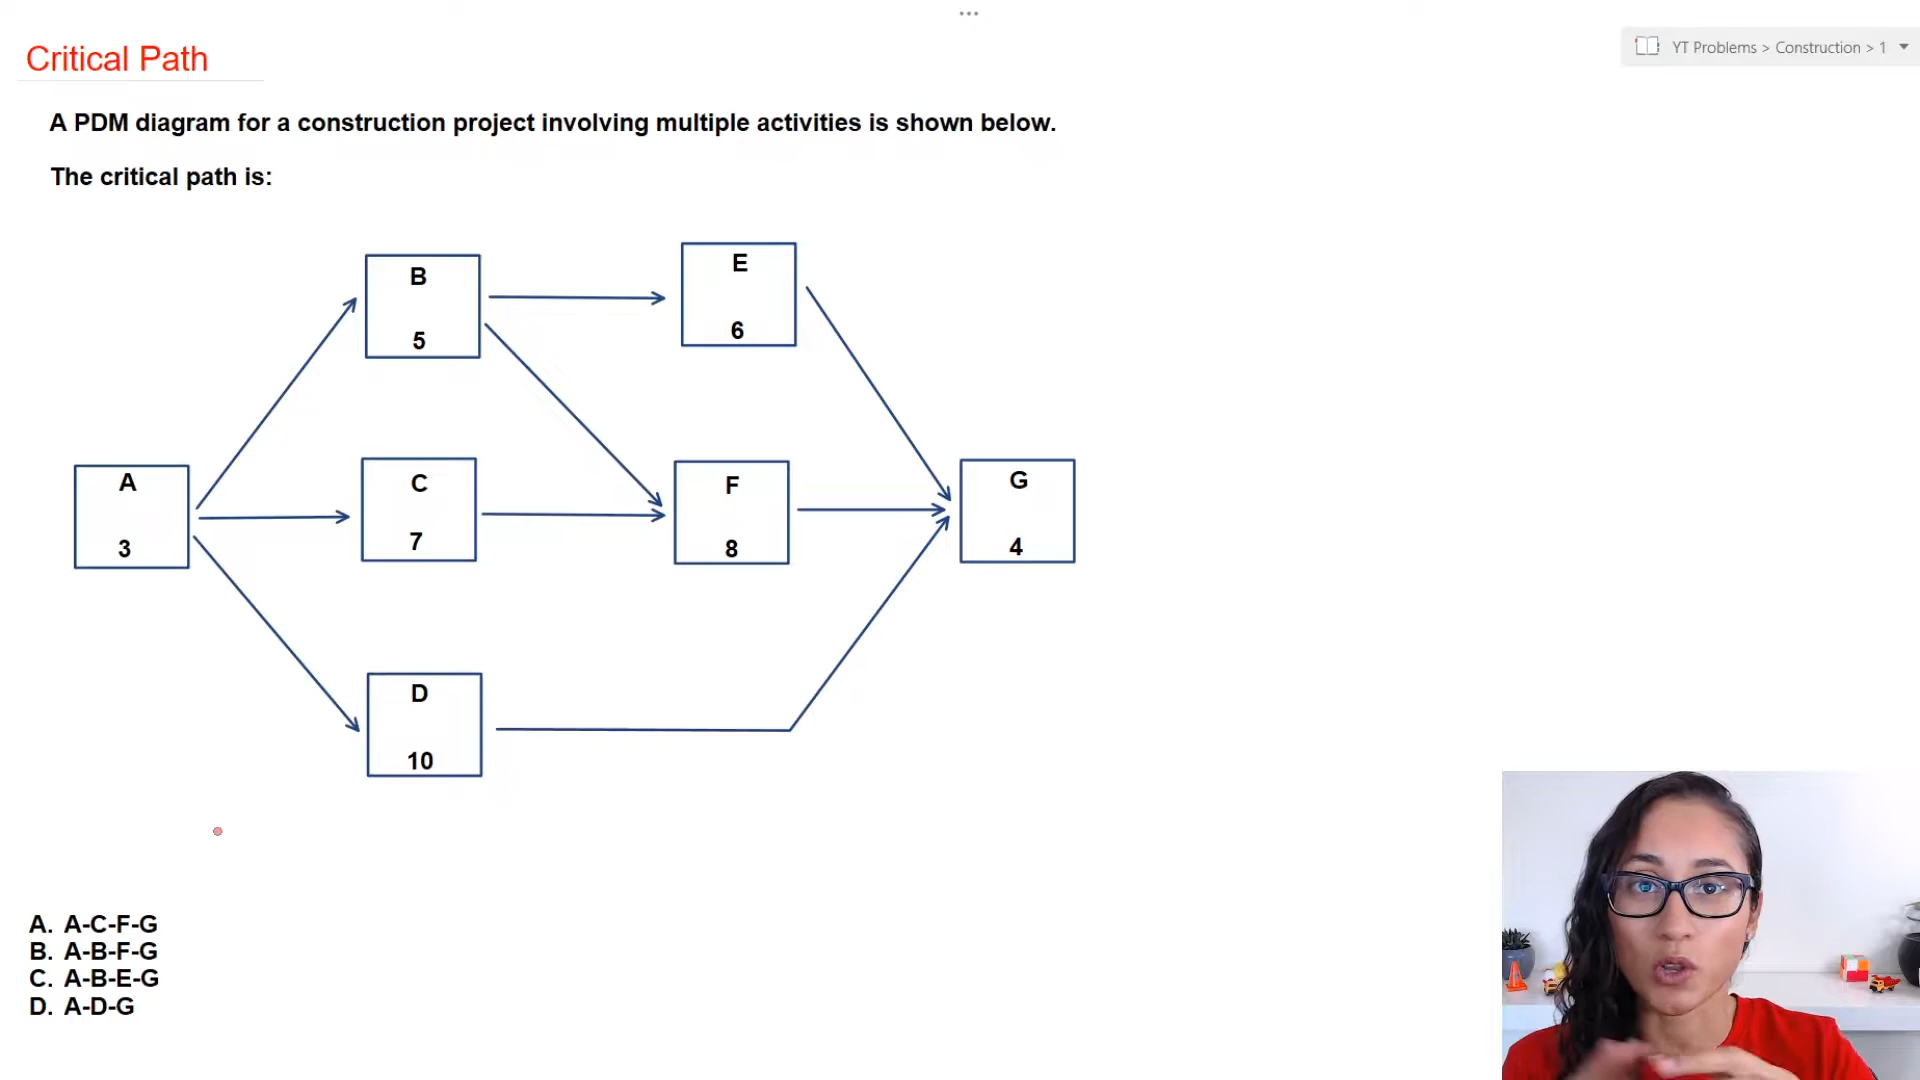 Critical Path
YT Problems > Construction > 1
A PDM diagram for a construction project involving multiple activities is shown below.
The critical path is:
B
5
E
6
A
3
C
7
F
8
G
4
D
10
A. A-C-F-G
B. A-B-F-G
C. A-B-E-G
D. A-D-G